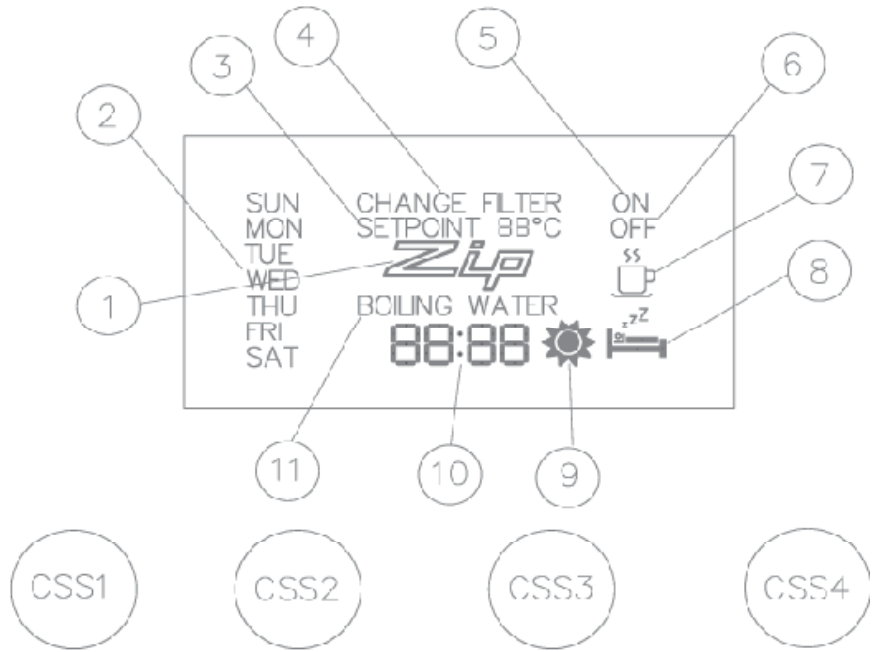 4
5
3
6
2
7
SUN CHANGE FILTER ON
MON SETPOINT 88°C OFF
TUE
Zip
WED
8
1
THU BOILING WATER
zzZ
FRI
88:88
SAT
11
10
9
CSS1 CSS2 CSS3 CSS4